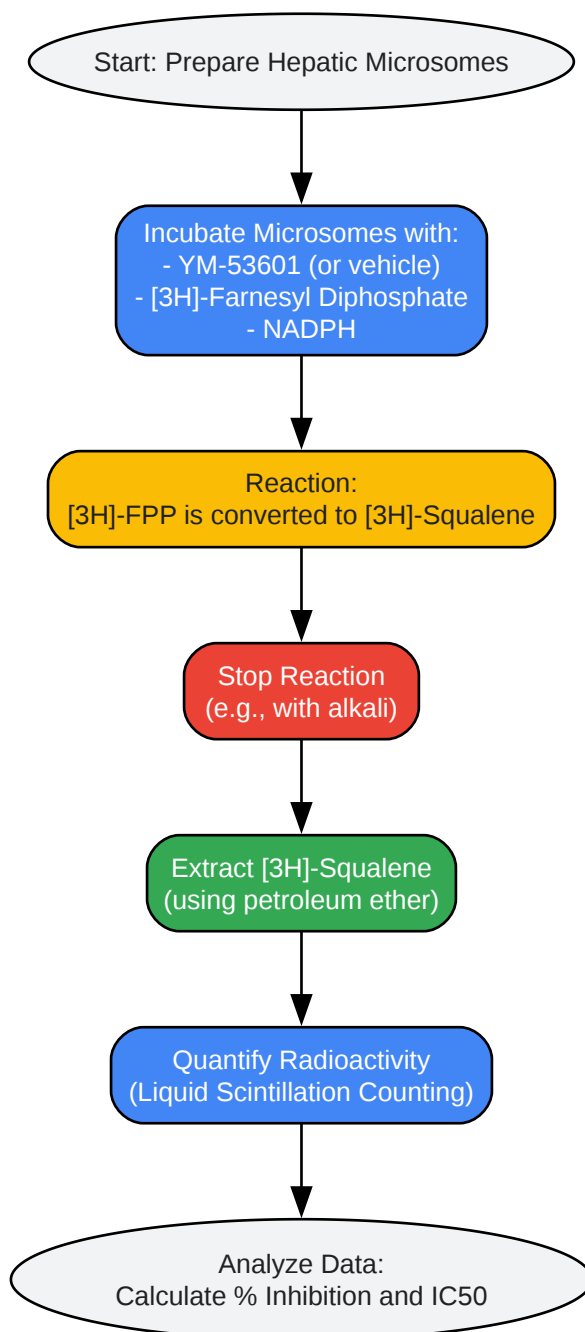 Start: Prepare Hepatic Microsomes
Incubate Microsomes with:
- YM-53601 (or vehicle)
- [3H]-Farnesyl Diphosphate
- NADPH
Reaction:
[3H]-FPP is converted to [3H]-Squalene
Stop Reaction
(e.g., with alkali)
Extract [3H]-Squalene
(using petroleum ether)
Quantify Radioactivity
(Liquid Scintillation Counting)
Analyze Data:
Calculate % Inhibition and IC50